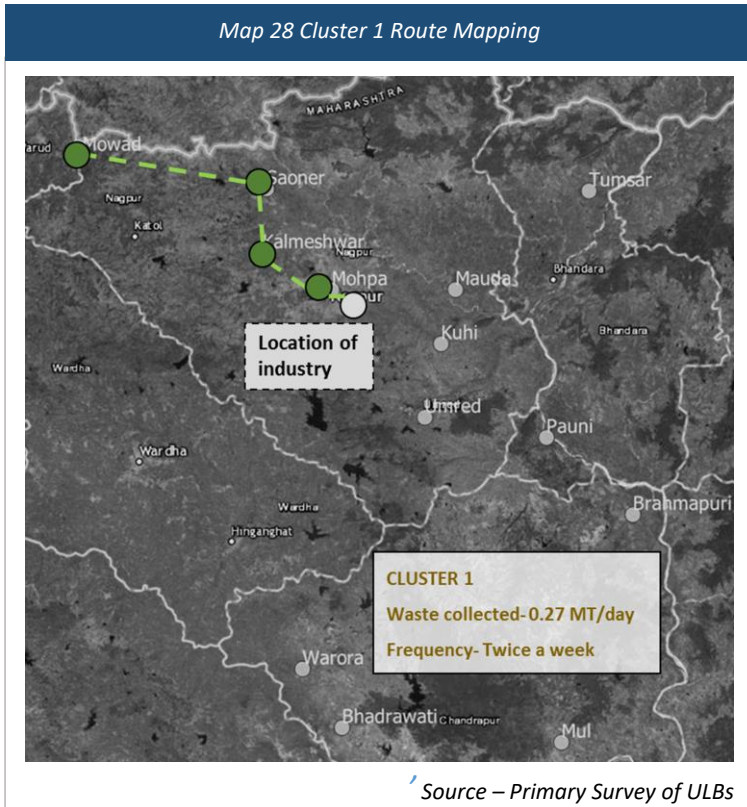 Map 28 Cluster 1 Route Mapping
MAHARASHTRA
Mowad
Saoner
Tumsar
Nagpur
Katol
Kalmeshwar
Nagpur
Mohpa
Mauda
Bhandara
Location of
industry
Kuhi
Bhandara
Wardha
Umred
Pauni
Wardha
Wardha
Brahmapuri
Hinganghat
CLUSTER 1
Waste collected- 0.27 MT/day
Frequency- Twice a week
Warora
Bhadrawati
Chandrapur
Mul
Source – Primary Survey of ULBs